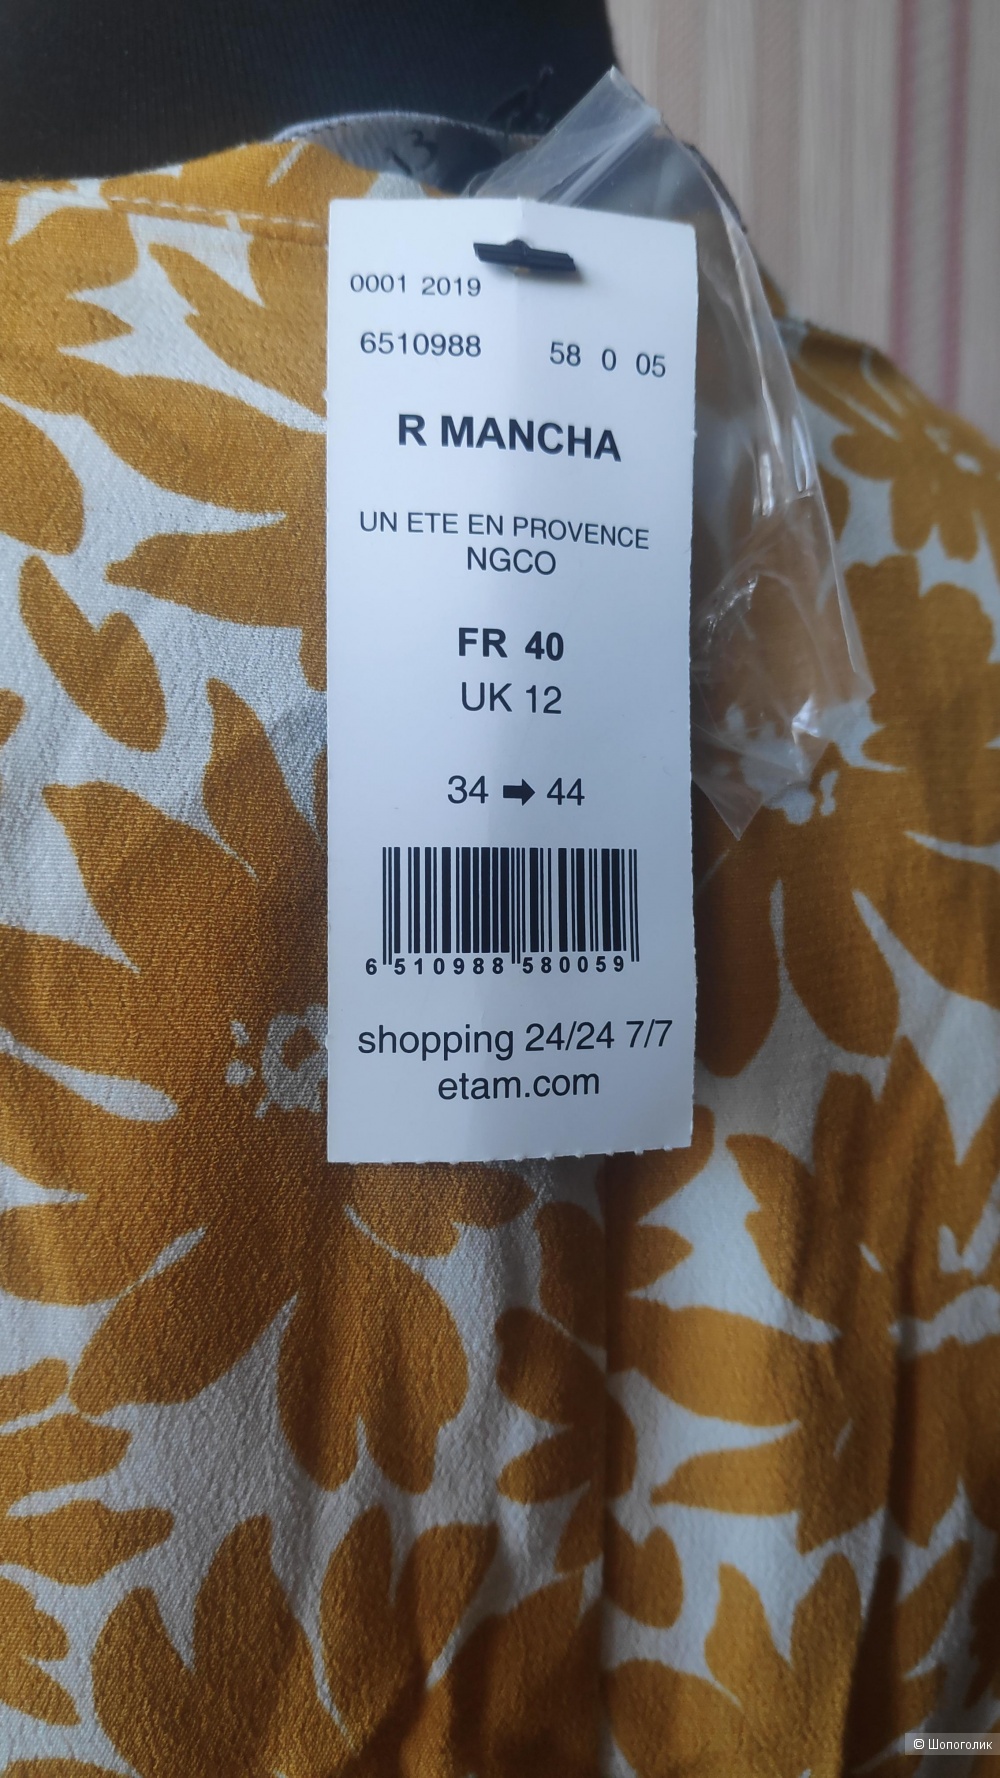 13
0001 2019
6510988 58 0 05
R MANCHA
UN ETE EN PROVENCE
NGCO
FR 40
UK 12
34 ➡ 44
6 510988 580059
shopping 24/24 7/7
etam.com
© Шопоголик